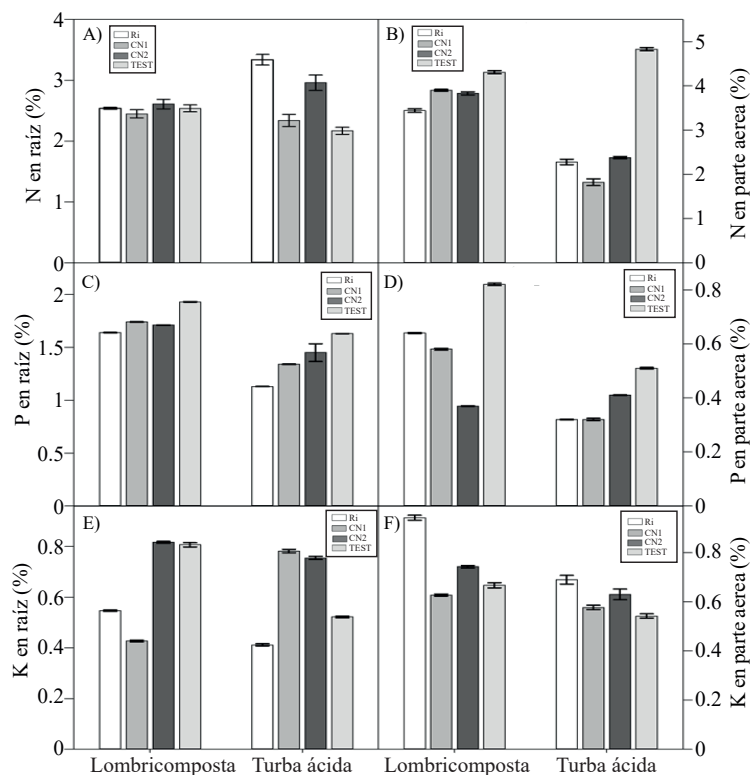 A)
Ri
CN1
CN2
TEST
N en raíz (%)
4
3
2
1
0
B)
Ri
CN1
CN2
TEST
N en parte aerea (%)
5
4
3
2
1
0
C)
Ri
CN1
CN2
TEST
P en raíz (%)
2
1.5
1
0.5
0
D)
Ri
CN1
CN2
TEST
P en parte aerea (%)
0.8
0.6
0.4
0.2
0
E)
Ri
CN1
CN2
TEST
K en raíz (%)
0.8
0.6
0.4
0.2
0
F)
Ri
CN1
CN2
TEST
K en parte aerea (%)
0.8
0.6
0.4
0.2
0
Lombricomposta Turba ácida Lombricomposta Turba ácida